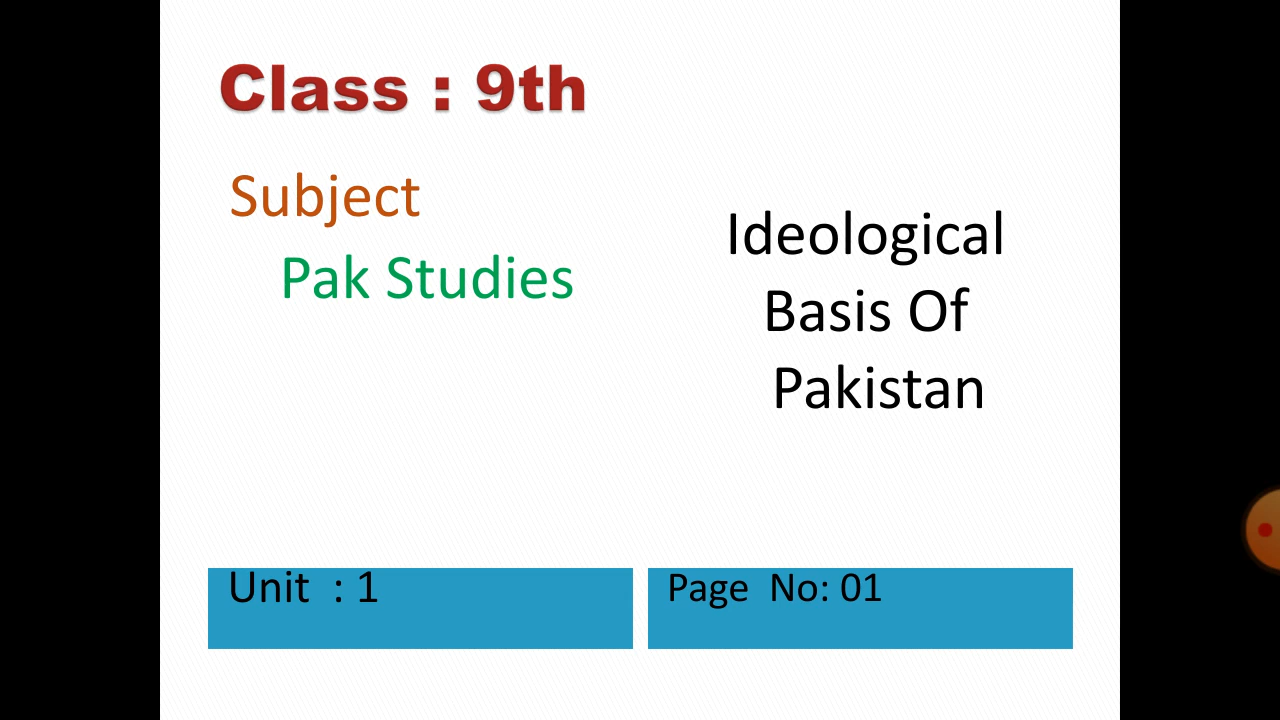 Class : 9th
Subject
Pak Studies
Ideological
Basis Of
Pakistan
Unit : 1
Page No: 01